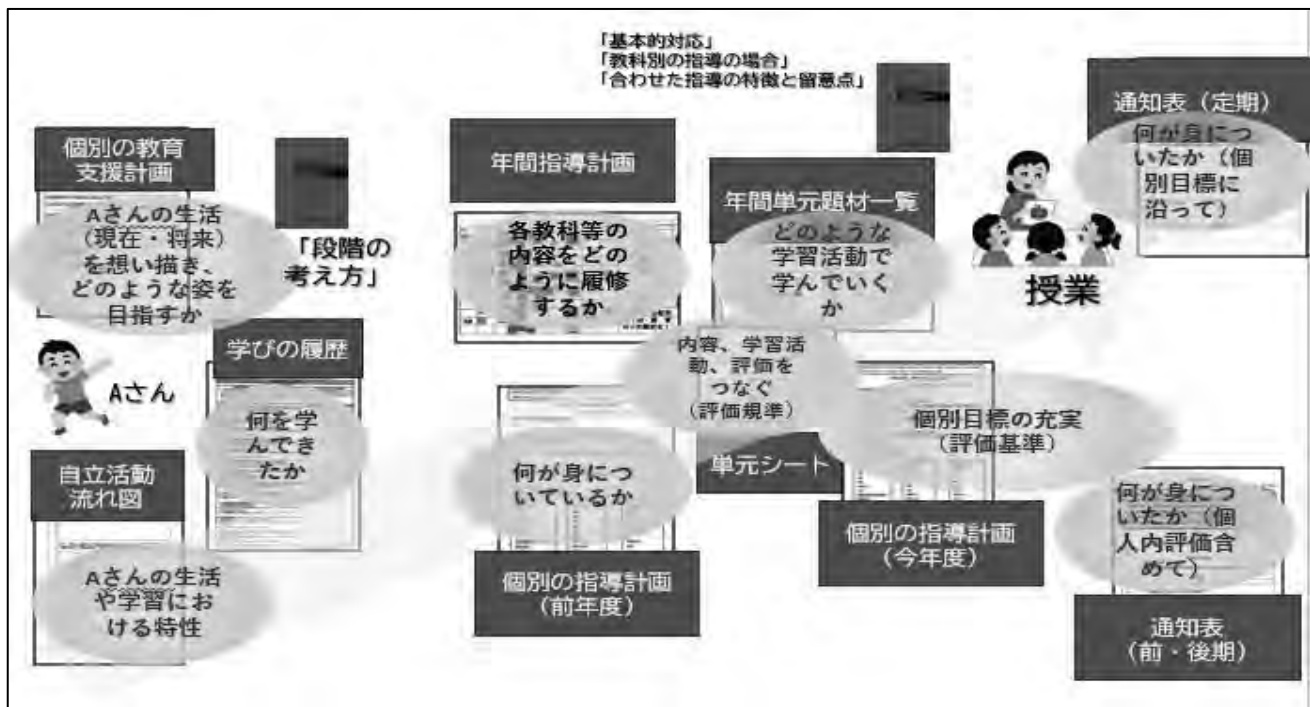 「基本的対応」
「教科別の指導の場合」
「合わせた指導の特徴と留意点」
個別の教育
支援計画
Aさんの生活
(現在・将来)
を想い描き、
どのような姿を
目指すか
「段階の
考え方」
Aさん
学びの履歴
何を学
んできたか
自立活動
流れ図
Aさんの生活
や学習にお
ける特性
年間指導計画
各教科等の
内容をどの
ように履修
するか
年間単元題材一覧
どのような
学習活動で
学んでいく
か
内容、学習活
動、評価を
つなぐ
(評価規準)
単元シート
何が身につ
いているか
個別の指導計画
(前年度)
個別目標の充実
(評価基準)
個別の指導計画
(今年度)
授業
通知表(定期)
何が身につ
いたか(個
別目標に
沿って)
何が身につ
いたか(個
人内評価含
めて)
通知表
(前・後期)